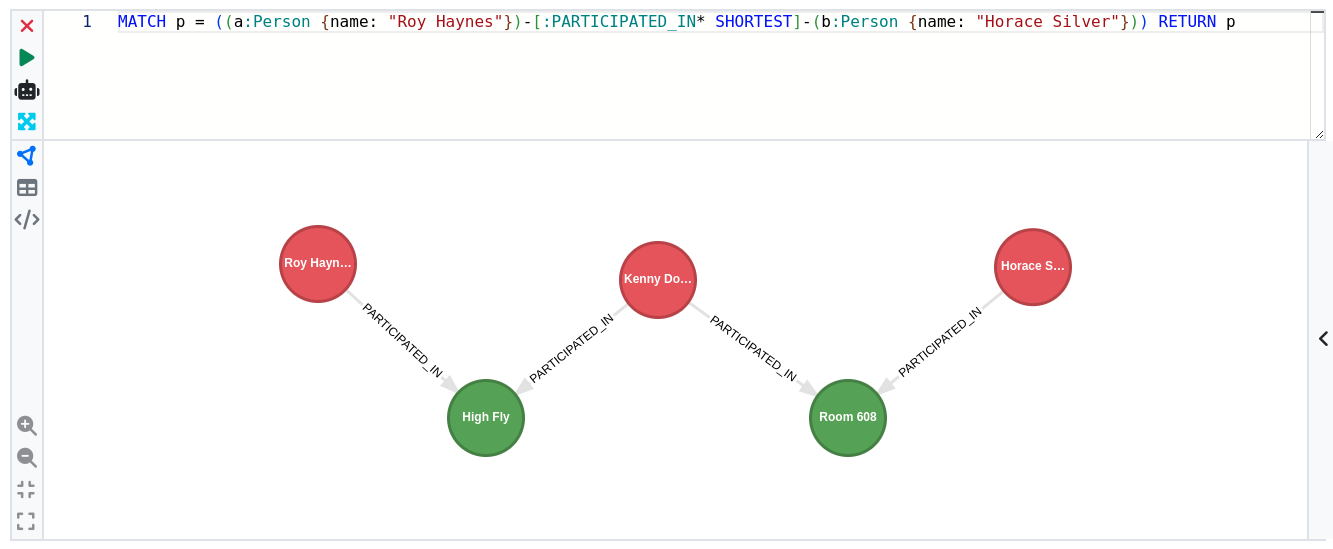 1 MATCH p = ((a:Person {name: "Roy Haynes"})-[:PARTICIPATED_IN* SHORTEST]-(b:Person {name: "Horace Silver"})) RETURN p
Roy Hayn…
Kenny Do…
Horace S…
PARTICIPATED_IN
PARTICIPATED_IN
PARTICIPATED_IN
PARTICIPATED_IN
High Fly
Room 608